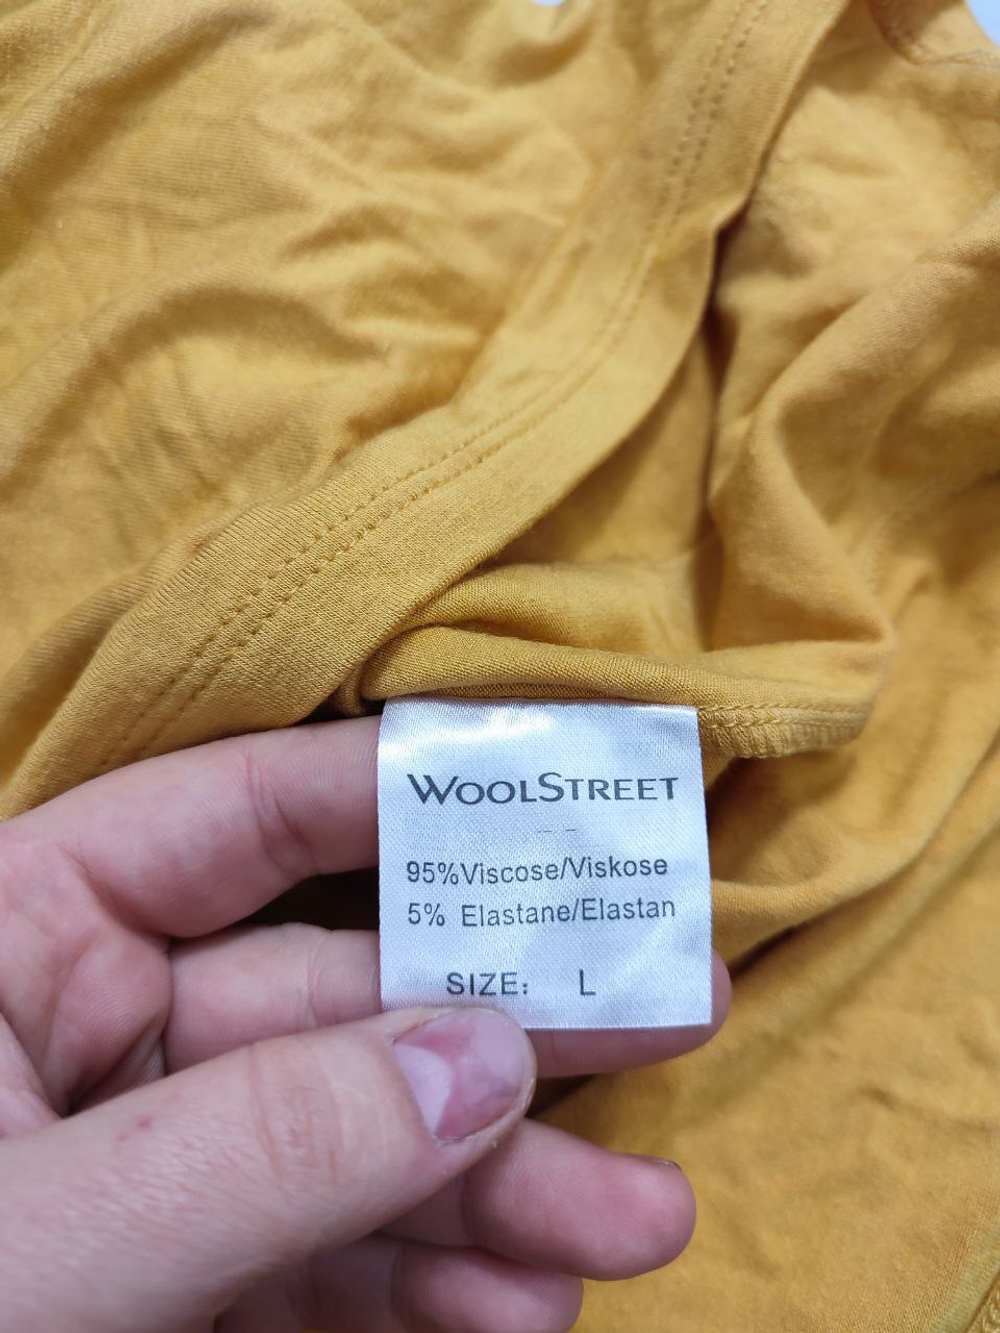 WOOLSTREET
95%Viscose/Viskose
5% Elastane/Elastan
SIZE: L